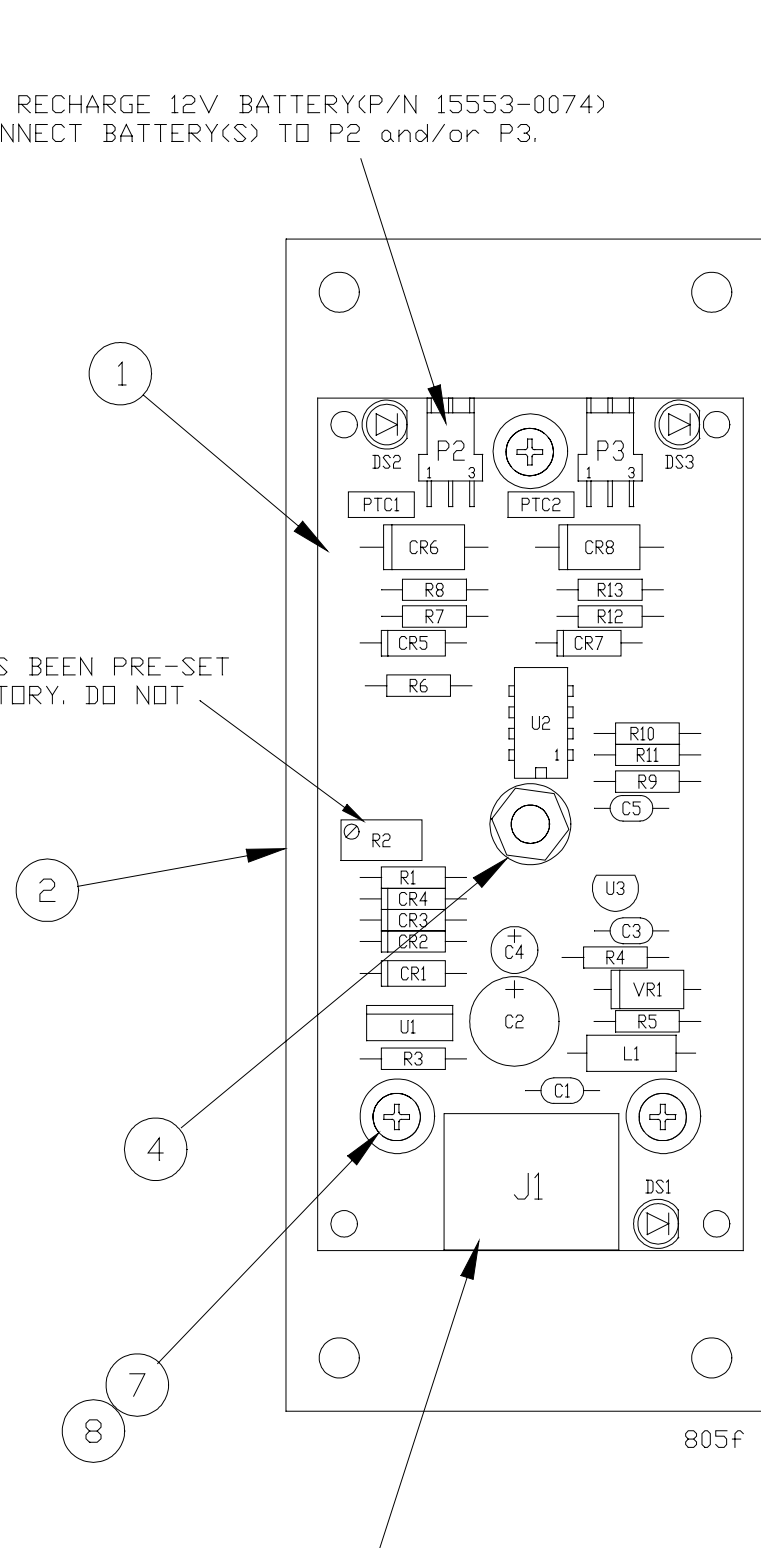 RECHARGE 12V BATTERY(P/N 15553-0074)
NNECT BATTERY(S) TO P2 and/or P3.
1
DS2
P2
1 3
P3
1 3
DS3
PTC1
PTC2
CR6
CR8
R8
R13
R7
R12
CR5
CR7
S BEEN PRE-SET
TORY. DO NOT
R6
U2
1
R10
R11
R9
C5
R2
2
R1
CR4
CR3
CR2
CR1
U3
C3
C4
R4
VR1
U1
C2
R5
R3
L1
C1
4
J1
DS1
7
8
805f